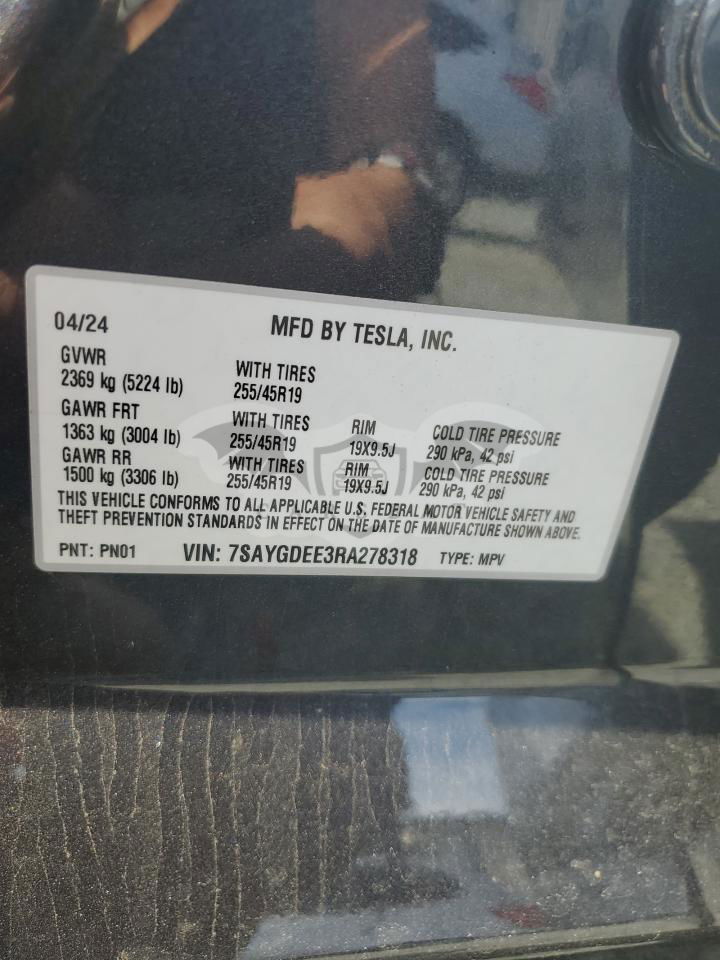 04/24 MFD BY TESLA, INC.
GVWR
2369 kg (5224 lb) WITH TIRES 255/45R19
GAWR FRT
1363 kg (3004 lb) WITH TIRES 255/45R19 RIM 19X9.5J COLD TIRE PRESSURE 290 kPa, 42 psi
GAWR RR
1500 kg (3306 lb) WITH TIRES 255/45R19 RIM 19X9.5J COLD TIRE PRESSURE 290 kPa, 42 psi
THIS VEHICLE CONFORMS TO ALL APPLICABLE U.S. FEDERAL MOTOR VEHICLE SAFETY AND
THEFT PREVENTION STANDARDS IN EFFECT ON THE DATE OF MANUFACTURE SHOWN ABOVE.
PNT: PN01 VIN: 7SAYGDEE3RA278318 TYPE: MPV